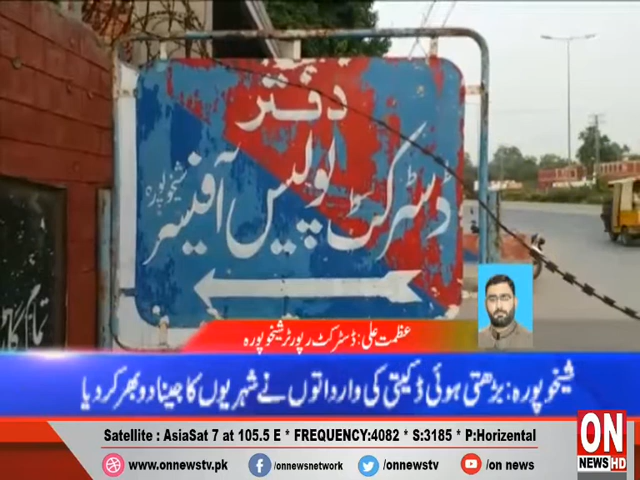 دفتر
ڈسٹرکٹ پولیس آفیسر
شیخوپورہ
عظمت علی: ڈسٹرکٹ رپورٹر شیخوپورہ
شیخوپورہ: بڑھتی ہوئی ڈکیتی کی وارداتوں نے شہریوں کا جینا دوبھر کر دیا
Satellite : AsiaSat 7 at 105.5 E * FREQUENCY:4082 * S:3185 * P:Horizental
www.onnewstv.pk /onnewsnetwork /onnewstv /on news
ON
NEWS HD